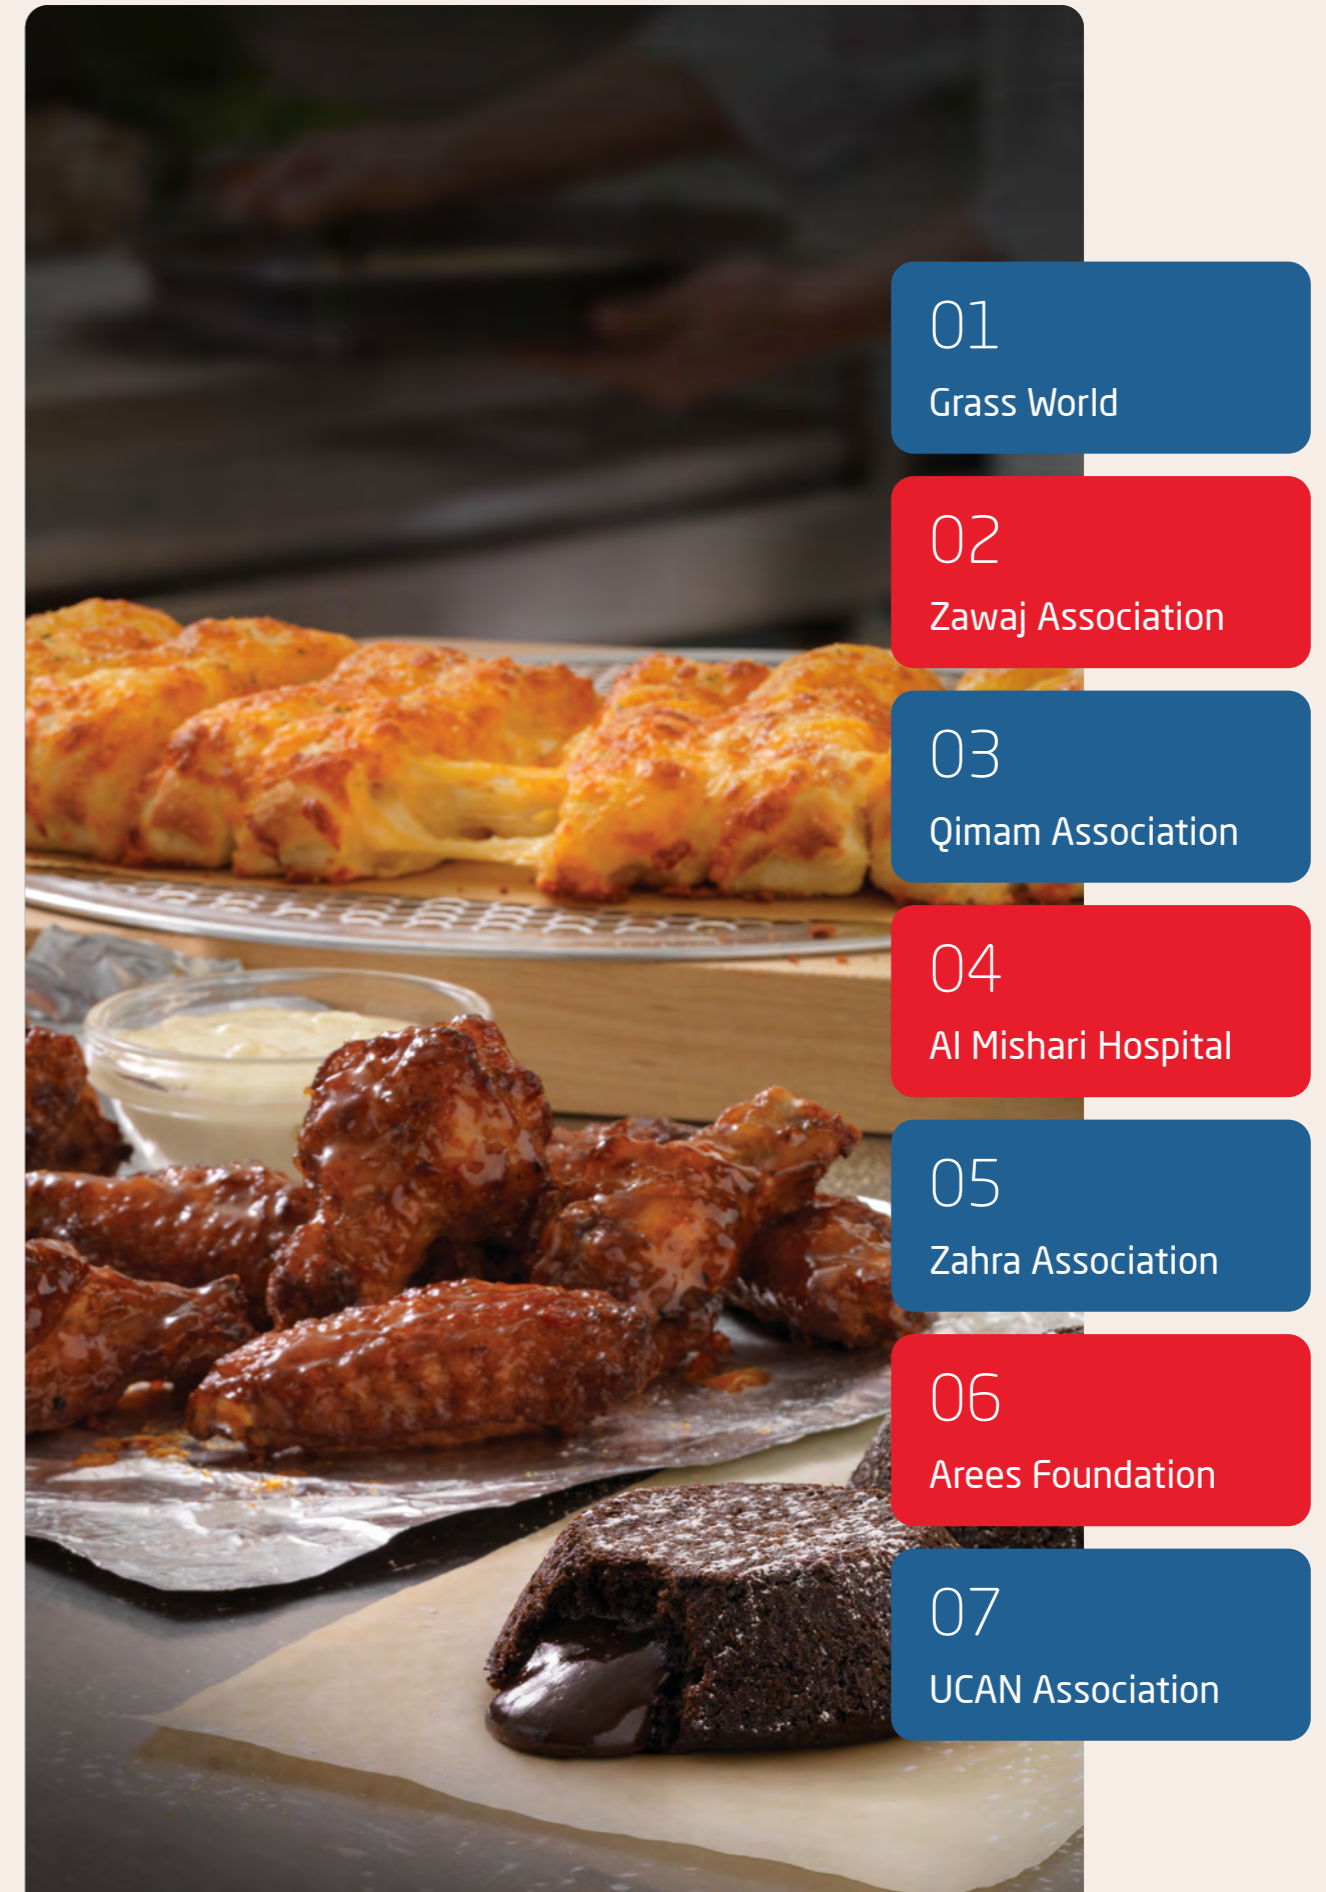 01
Grass World
02
Zawaj Association
03
Qimam Association
04
Al Mishari Hospital
05
Zahra Association
06
Arees Foundation
07
UCAN Association